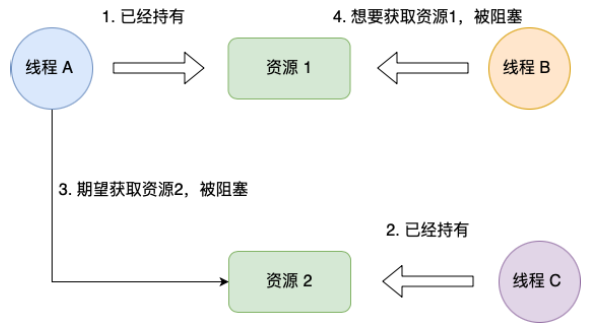 1. 已经持有
4. 想要获取资源1，被阻塞
线程 A
资源 1
线程 B
3. 期望获取资源2，被阻塞
2. 已经持有
资源 2
线程 C